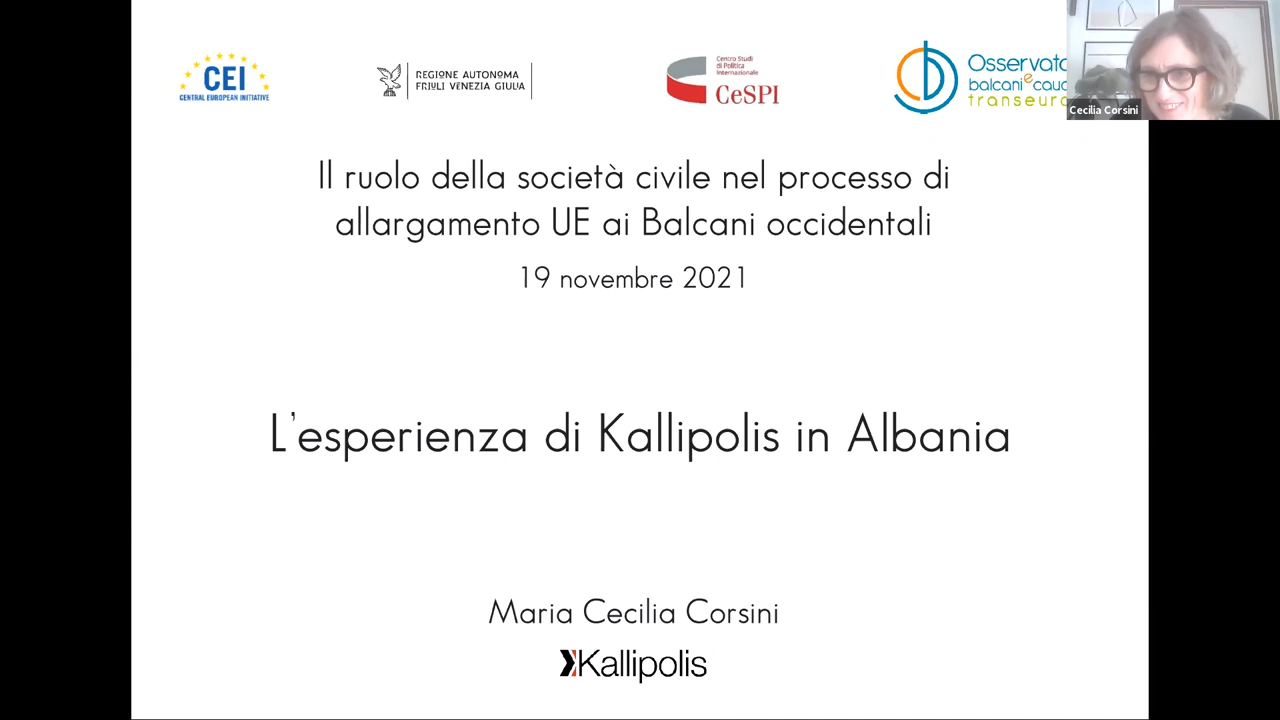 CEI
CENTRAL EUROPEAN INITIATIVE
REGIONE AUTONOMA
FRIULI VENEZIA GIULIA
Centro Studi
di Politica
Internazionale
CeSPI
Osservato
balcani e cauc
transeuro
Cecilia Corsini
Il ruolo della società civile nel processo di
allargamento UE ai Balcani occidentali
19 novembre 2021
L'esperienza di Kallipolis in Albania
Maria Cecilia Corsini
Kallipolis